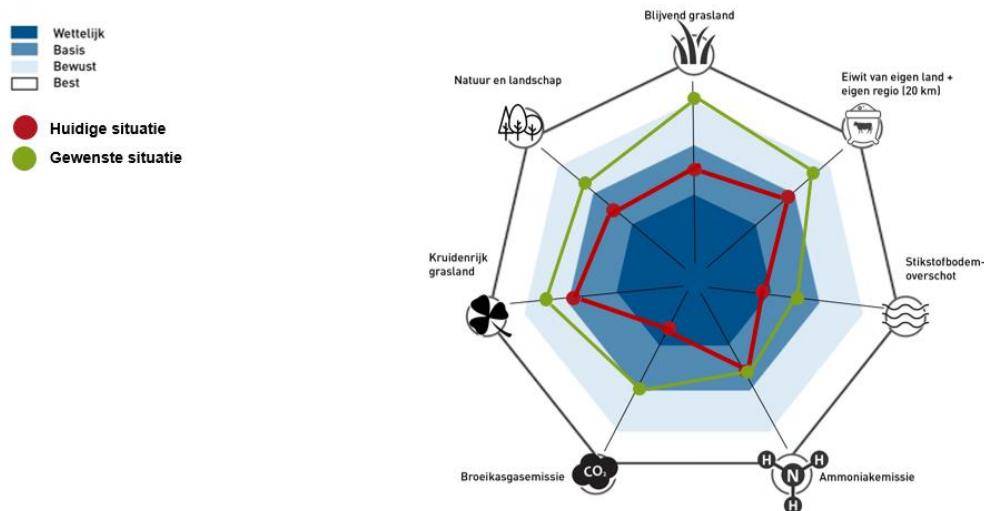 Wettelijk
Basis
Bewust
Best
Huidige situatie
Gewenste situatie
Blijvend grasland
Natuur en landschap
Eiwit van eigen land +
eigen regio (20 km)
Kruidenrijk
grasland
Stikstofbodem-
overschot
Broeikasgasemissie
CO₂
Ammoniakemissie
H
H
N
H